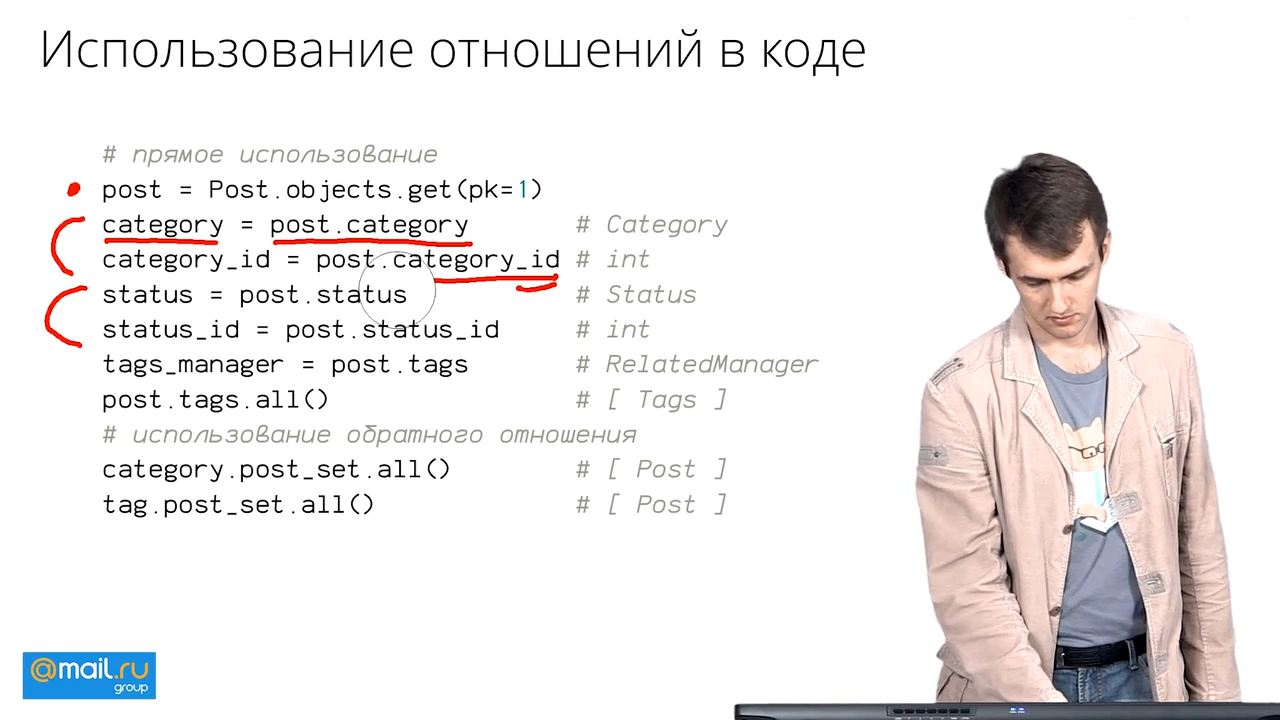 Использование отношений в коде
# прямое использование
post = Post.objects.get(pk=1)
category = post.category # Category
category_id = post.category_id # int
status = post.status # Status
status_id = post.status_id # int
tags_manager = post.tags # RelatedManager
post.tags.all() # [ Tags ]
# использование обратного отношения
category.post_set.all() # [ Post ]
tag.post_set.all() # [ Post ]
@mail.ru
group